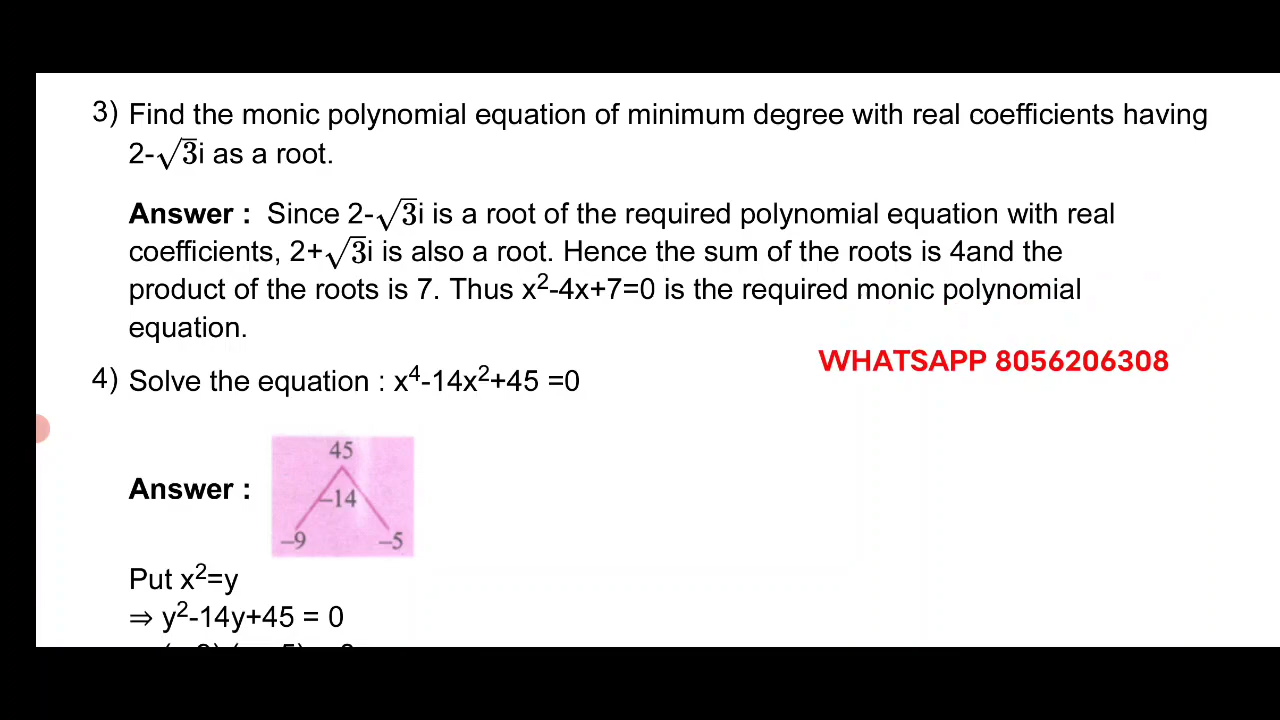 3) Find the monic polynomial equation of minimum degree with real coefficients having
2-√3i as a root.
Answer : Since 2-√3i is a root of the required polynomial equation with real
coefficients, 2+√3i is also a root. Hence the sum of the roots is 4and the
product of the roots is 7. Thus x²-4x+7=0 is the required monic polynomial
equation.
WHATSAPP 8056206308
4) Solve the equation : x⁴-14x²+45 =0
45
-14
Answer :
-9 -5
Put x²=y
⇒ y²-14y+45 = 0